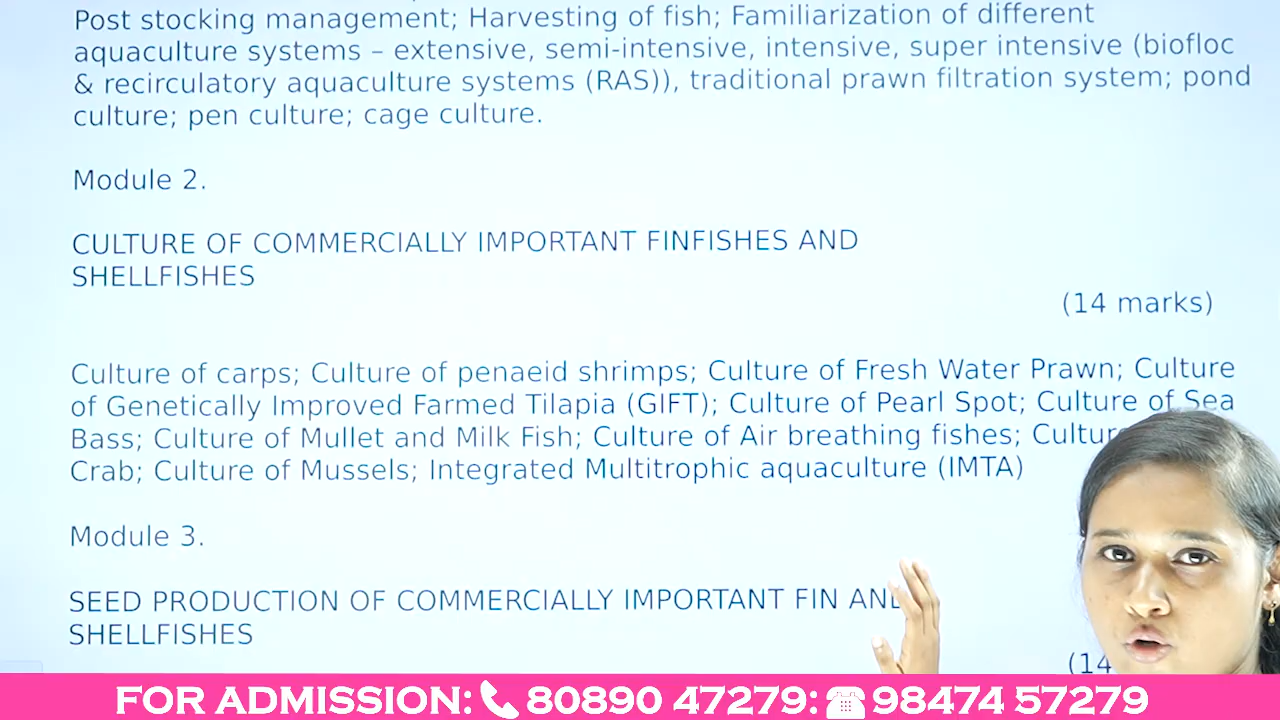 Post stocking management; Harvesting of fish; Familiarization of different
aquaculture systems – extensive, semi-intensive, intensive, super intensive (biofloc
& recirculatory aquaculture systems (RAS)), traditional prawn filtration system; pond
culture; pen culture; cage culture.
Module 2.
CULTURE OF COMMERCIALLY IMPORTANT FINFISHES AND
SHELLFISHES
(14 marks)
Culture of carps; Culture of penaeid shrimps; Culture of Fresh Water Prawn; Culture
of Genetically Improved Farmed Tilapia (GIFT); Culture of Pearl Spot; Culture of Sea
Bass; Culture of Mullet and Milk Fish; Culture of Air breathing fishes;
Crab; Culture of Mussels; Integrated Multitrophic aquaculture (IMTA)
Module 3.
SEED PRODUCTION OF COMMERCIALLY IMPORTANT FIN AND
SHELLFISHES
(14
FOR ADMISSION: 80890 47279: 98474 57279